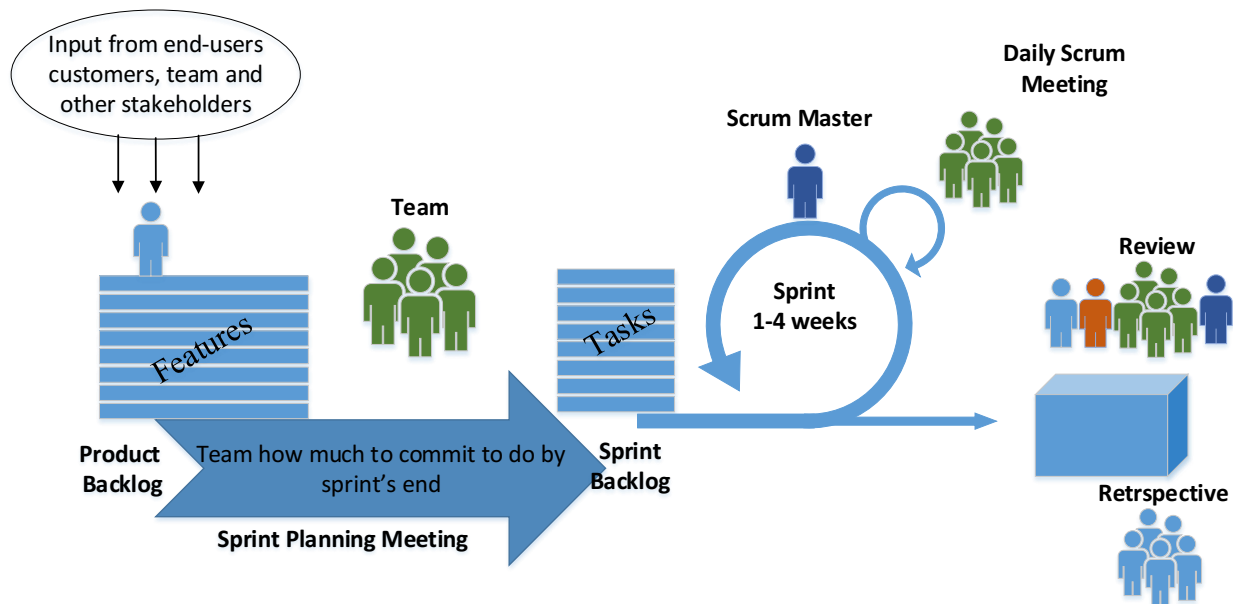 Input from end-users
customers, team and
other stakeholders
Team
Features
Product
Backlog
Team how much to commit to do by
sprint's end
Sprint Planning Meeting
Tasks
Sprint
Backlog
Scrum Master
Daily Scrum
Meeting
Sprint
1-4 weeks
Review
Retrspective